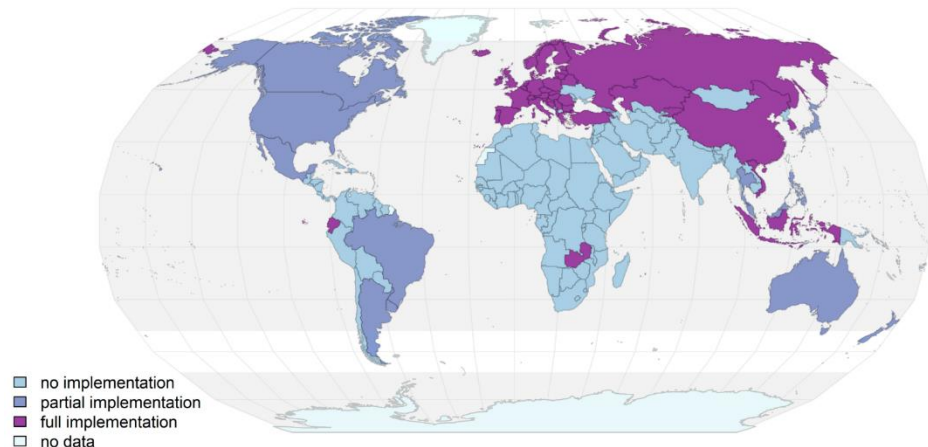 no implementation
partial implementation
full implementation
no data